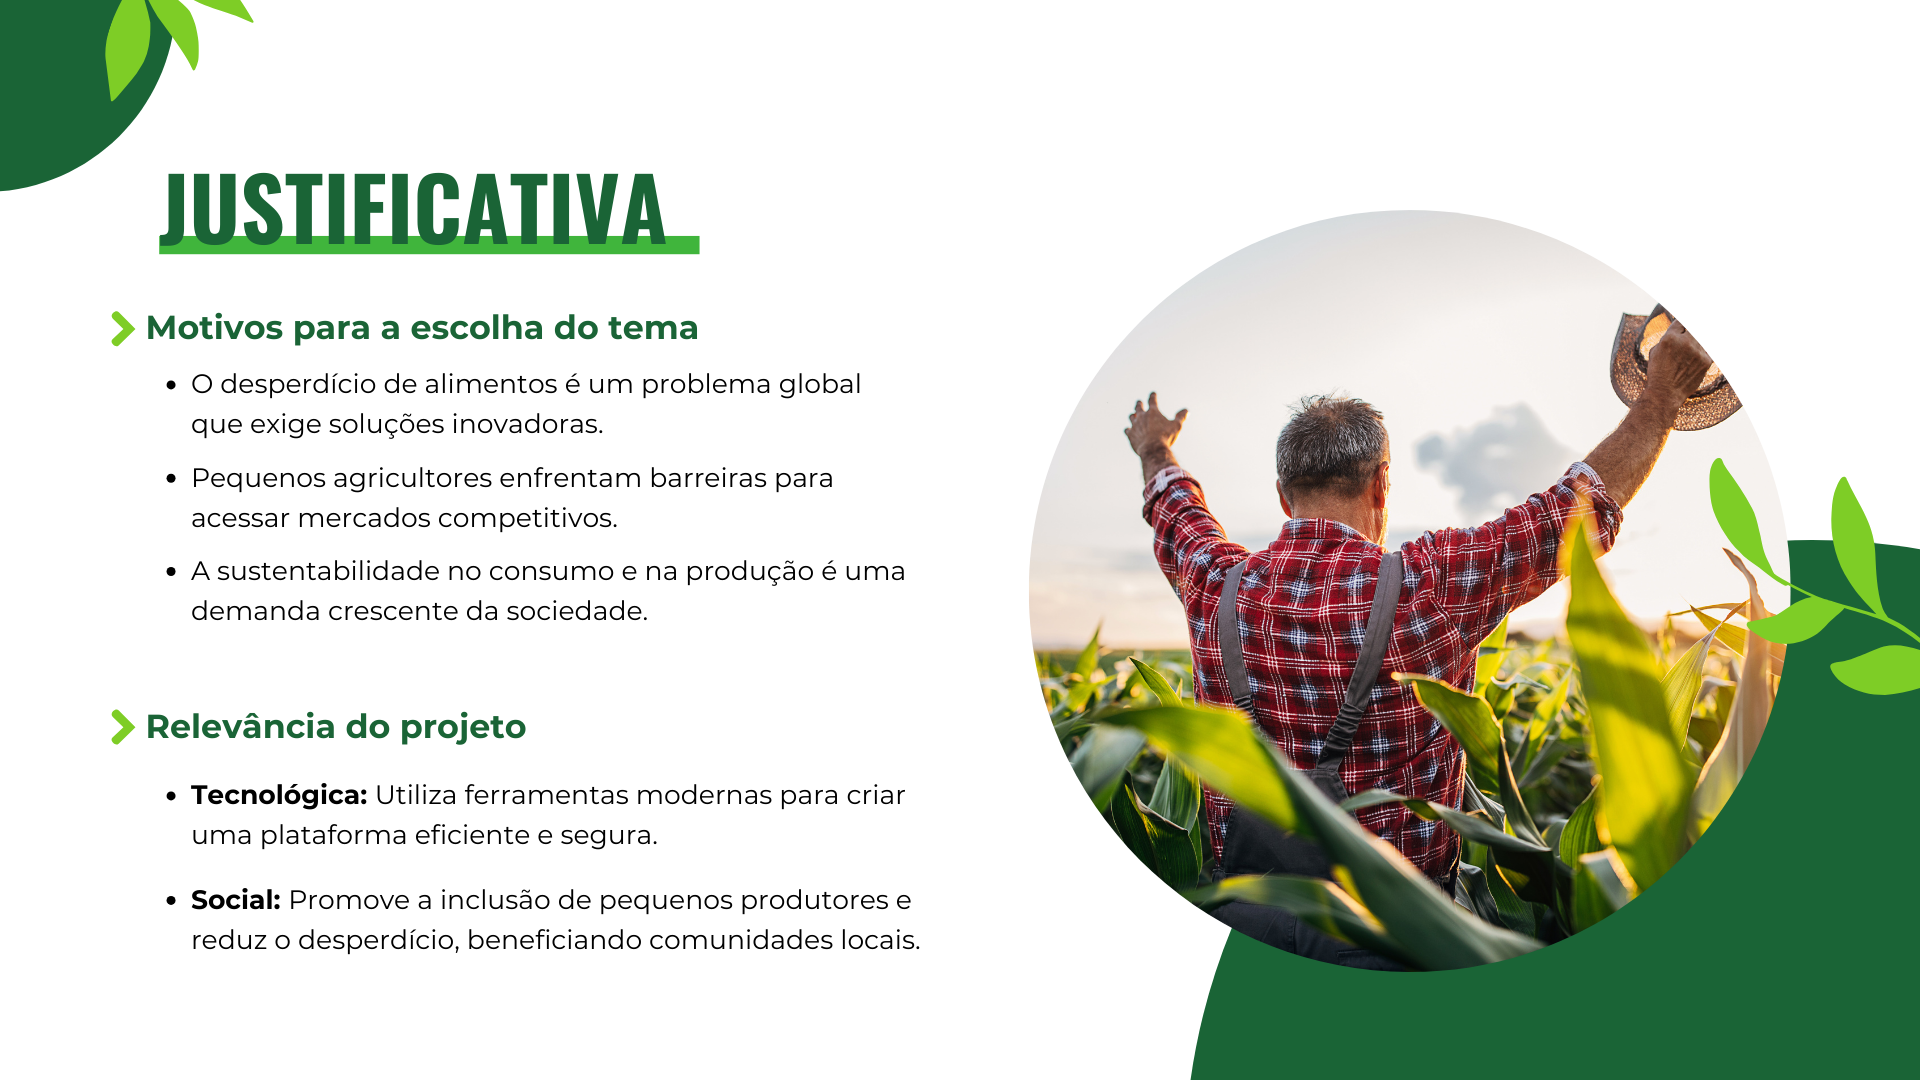 JUSTIFICATIVA
Motivos para a escolha do tema
O desperdício de alimentos é um problema global
que exige soluções inovadoras.
Pequenos agricultores enfrentam barreiras para
acessar mercados competitivos.
A sustentabilidade no consumo e na produção é uma
demanda crescente da sociedade.
Relevância do projeto
Tecnológica: Utiliza ferramentas modernas para criar
uma plataforma eficiente e segura.
Social: Promove a inclusão de pequenos produtores e
reduz o desperdício, beneficiando comunidades locais.